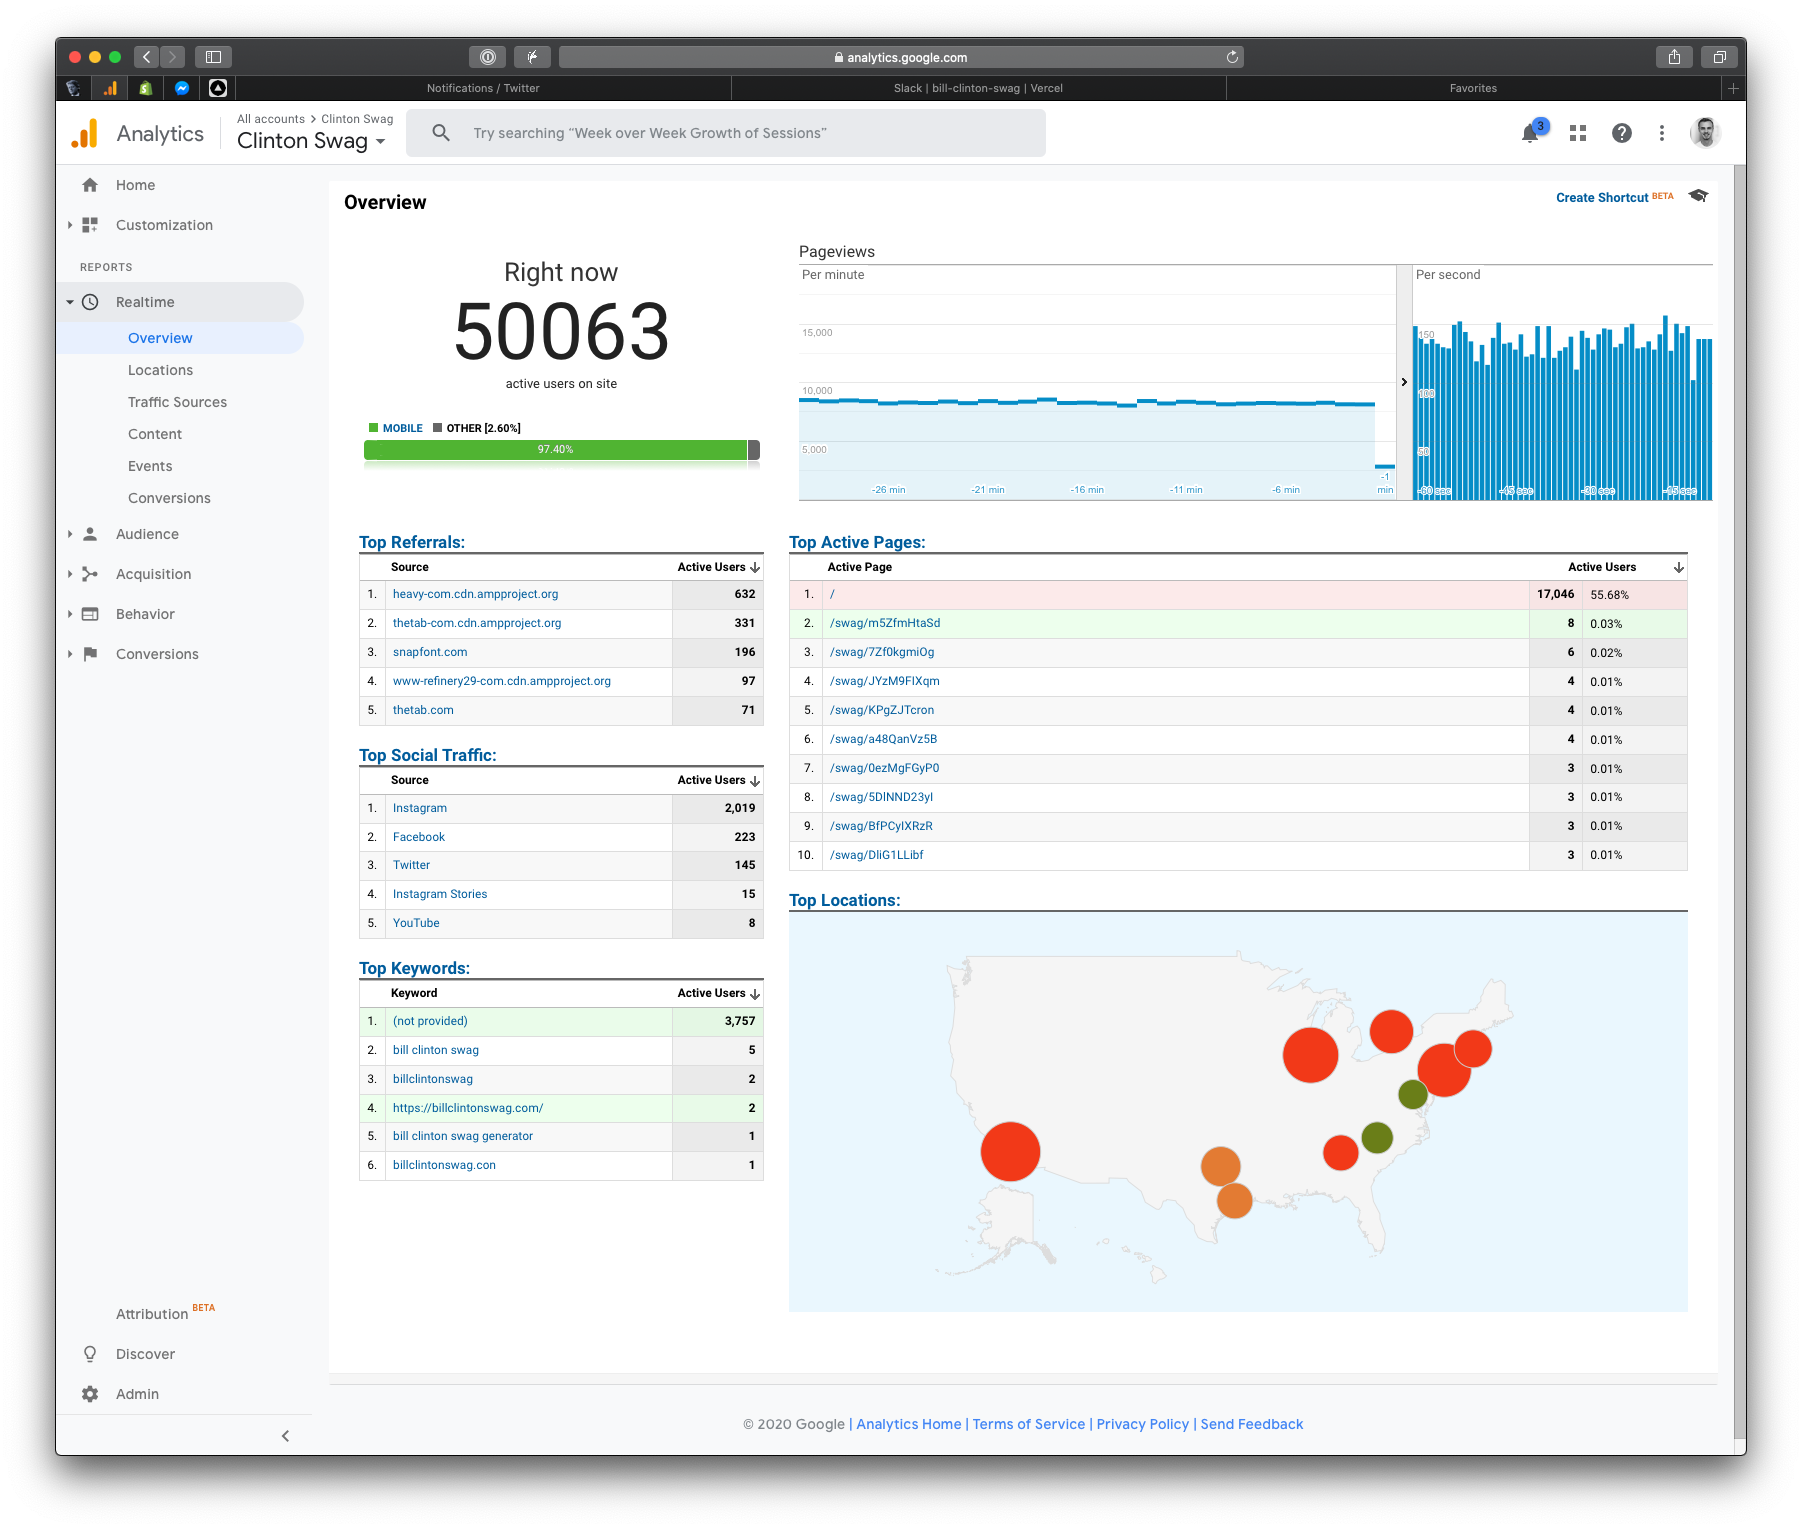 analytics.google.com
Notifications / Twitter
Slack | bill-clinton-swag | Vercel
Favorites
Analytics
All accounts > Clinton Swag
Clinton Swag
Try searching “Week over Week Growth of Sessions”
3
Home
Customization
REPORTS
Realtime
Overview
Locations
Traffic Sources
Content
Events
Conversions
Audience
Acquisition
Behavior
Conversions
Attribution BETA
Discover
Admin
Overview
Create Shortcut BETA
Right now
50063
active users on site
MOBILE OTHER [2.60%]
97.40%
Pageviews
Per minute
15,000
10,000
5,000
-26 min -21 min -16 min -11 min -6 min -1 min
Per second
150
100
50
-60 sec -45 sec -30 sec -15 sec
Top Referrals:
Source Active Users
1. heavy-com.cdn.ampproject.org 632
2. thetab-com.cdn.ampproject.org 331
3. snapfont.com 196
4. www-refinery29-com.cdn.ampproject.org 97
5. thetab.com 71
Top Social Traffic:
Source Active Users
1. Instagram 2,019
2. Facebook 223
3. Twitter 145
4. Instagram Stories 15
5. YouTube 8
Top Keywords:
Keyword Active Users
1. (not provided) 3,757
2. bill clinton swag 5
3. billclintonswag 2
4. https://billclintonswag.com/ 2
5. bill clinton swag generator 1
6. billclintonswag.con 1
Top Active Pages:
Active Page Active Users
1. / 17,046 55.68%
2. /swag/m5ZfmHtaSd 8 0.03%
3. /swag/7Zf0kgmiOg 6 0.02%
4. /swag/JYzM9FIXqm 4 0.01%
5. /swag/KPgZJTcron 4 0.01%
6. /swag/a48QanVz5B 4 0.01%
7. /swag/0ezMgFGyP0 3 0.01%
8. /swag/5DlNND23yI 3 0.01%
9. /swag/BfPCyIXRzR 3 0.01%
10. /swag/DliG1LLibf 3 0.01%
Top Locations:
© 2020 Google | Analytics Home | Terms of Service | Privacy Policy | Send Feedback